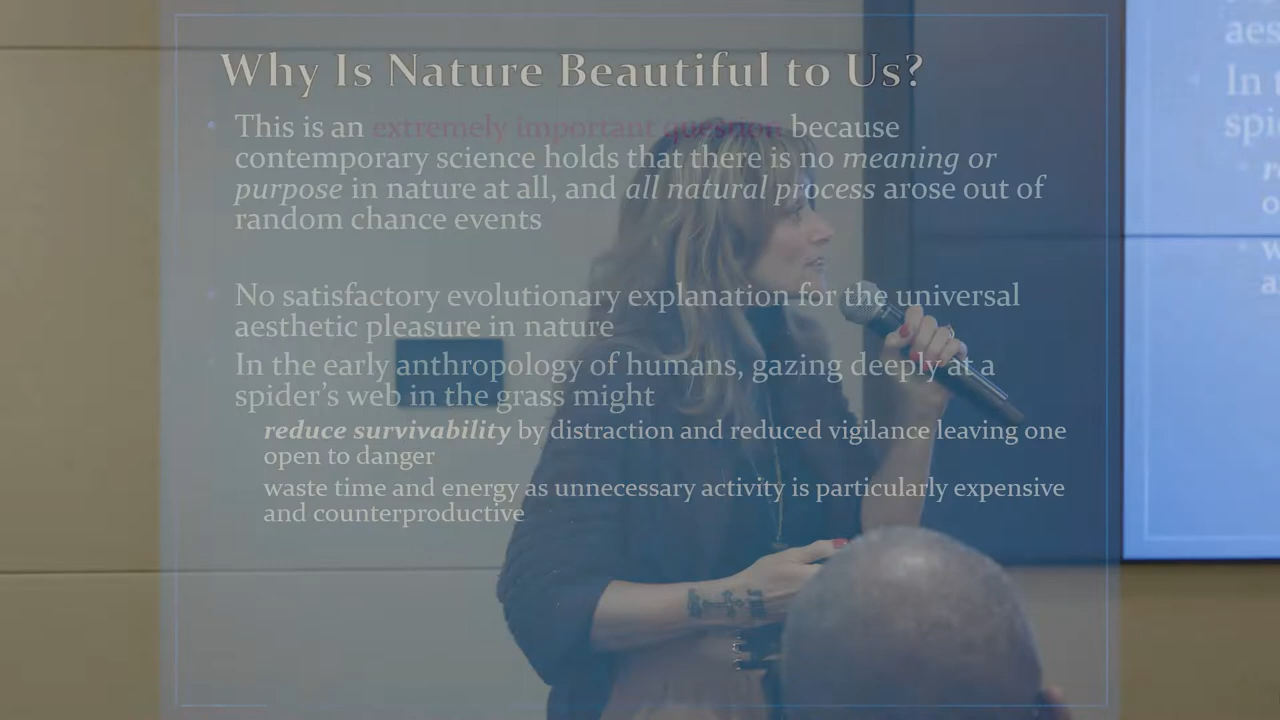 Why Is Nature Beautiful to Us?
This is an extremely important question because
contemporary science holds that there is no meaning or
purpose in nature at all, and all natural process arose out of
random chance events
No satisfactory evolutionary explanation for the universal
aesthetic pleasure in nature
In the early anthropology of humans, gazing deeply at a
spider's web in the grass might
reduce survivability by distraction and reduced vigilance leaving one
open to danger
waste time and energy as unnecessary activity is particularly expensive
and counterproductive
aes
In t
spi